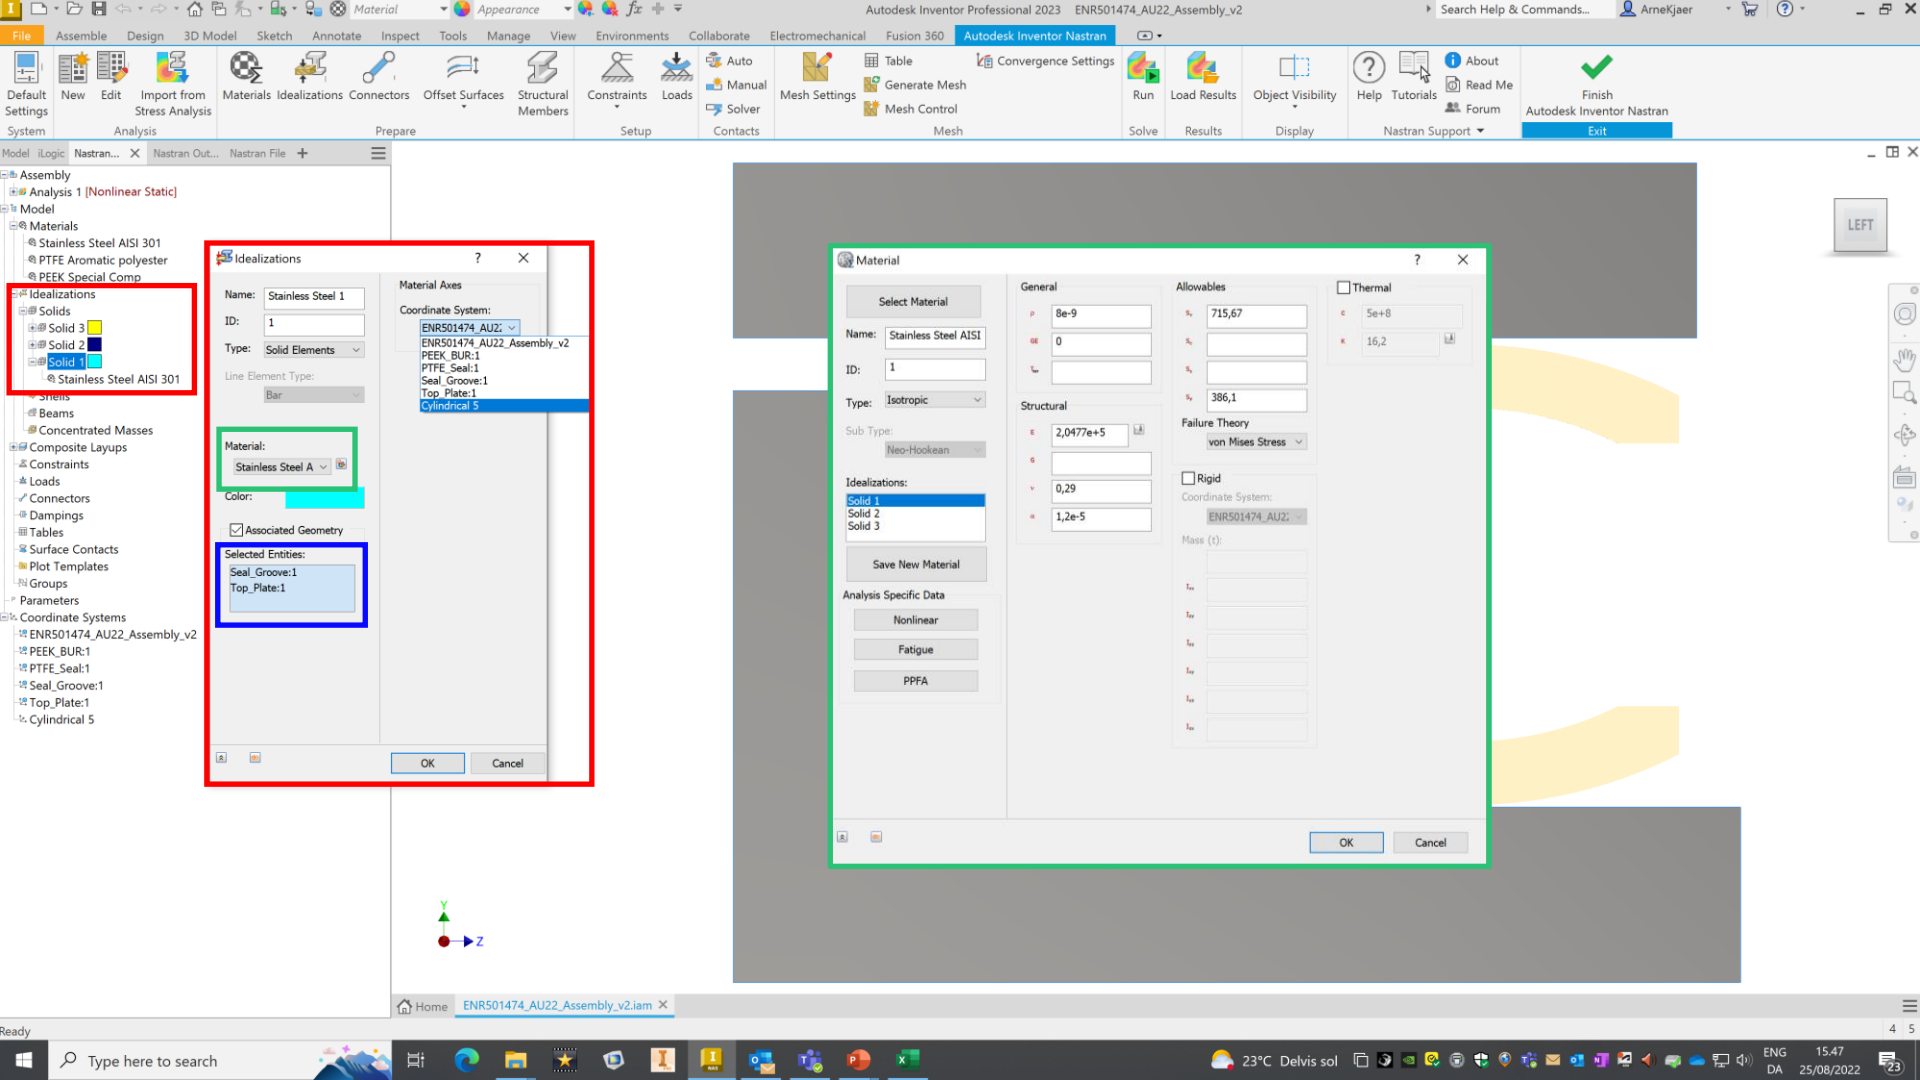 Material
Appearance
Autodesk Inventor Professional 2023 ENR501474_AU22_Assembly_v2
Search Help & Commands...
ArneKjaer
File Assemble Design 3D Model Sketch Annotate Inspect Tools Manage View Environments Collaborate Electromechanical Fusion 360 Autodesk Inventor Nastran
Default Settings
System
New
Edit
Import from Stress Analysis
Analysis
Materials
Idealizations
Connectors
Offset Surfaces
Structural Members
Prepare
Constraints
Loads
Setup
Auto
Manual
Solver
Contacts
Mesh Settings
Table
Generate Mesh
Mesh Control
Convergence Settings
Mesh
Run
Solve
Load Results
Results
Object Visibility
Display
Help
Tutorials
About
Read Me
Forum
Nastran Support
Finish
Autodesk Inventor Nastran
Exit
Model iLogic Nastran... Nastran Out... Nastran File
Assembly
Analysis 1 [Nonlinear Static]
Model
Materials
Stainless Steel AISI 301
PTFE Aromatic polyester
PEEK Special Comp
Idealizations
Solids
Solid 3
Solid 2
Solid 1
Stainless Steel AISI 301
Shells
Beams
Concentrated Masses
Composite Layups
Constraints
Loads
Connectors
Dampings
Tables
Surface Contacts
Plot Templates
Groups
Parameters
Coordinate Systems
ENR501474_AU22_Assembly_v2
PEEK_BUR:1
PTFE_Seal:1
Seal_Groove:1
Top_Plate:1
Cylindrical 5
Idealizations
Name: Stainless Steel 1
ID: 1
Type: Solid Elements
Line Element Type:
Bar
Material:
Stainless Steel A
Color:
Associated Geometry
Selected Entities:
Seal_Groove:1
Top_Plate:1
Material Axes
Coordinate System:
ENR501474_AU22
ENR501474_AU22_Assembly_v2
PEEK_BUR:1
PTFE_Seal:1
Seal_Groove:1
Top_Plate:1
Cylindrical 5
OK
Cancel
Material
Select Material
Name: Stainless Steel AISI
ID: 1
Type: Isotropic
Sub Type:
Neo-Hookean
Idealizations:
Solid 1
Solid 2
Solid 3
Save New Material
Analysis Specific Data
Nonlinear
Fatigue
PPFA
General
8e-9
0
Structural
2,0477e+5
0,29
1,2e-5
Allowables
715,67
386,1
Failure Theory
von Mises Stress
Rigid
Coordinate System:
ENR501474_AU22
Mass (t):
Thermal
5e+8
16,2
OK
Cancel
LEFT
Y
Z
Home
ENR501474_AU22_Assembly_v2.iam
Ready
4 5
Type here to search
23°C Delvis sol
ENG
DA
15.47
25/08/2022
23